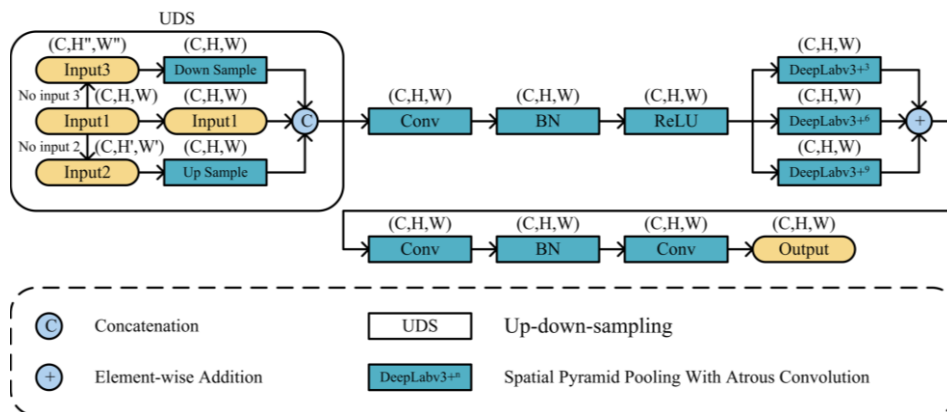 UDS
(C,H",W") (C,H,W)
Input3 Down Sample
No input 3 (C,H,W) (C,H,W)
Input1 Input1 C
No input 2 (C,H',W') (C,H,W)
Input2 Up Sample
(C,H,W) (C,H,W) (C,H,W)
Conv BN ReLU
(C,H,W)
DeepLabv3+³
(C,H,W)
DeepLabv3+⁶ +
(C,H,W)
DeepLabv3+⁹
(C,H,W) (C,H,W) (C,H,W) (C,H,W)
Conv BN Conv Output
C Concatenation UDS Up-down-sampling
+ Element-wise Addition DeepLabv3+ⁿ Spatial Pyramid Pooling With Atrous Convolution